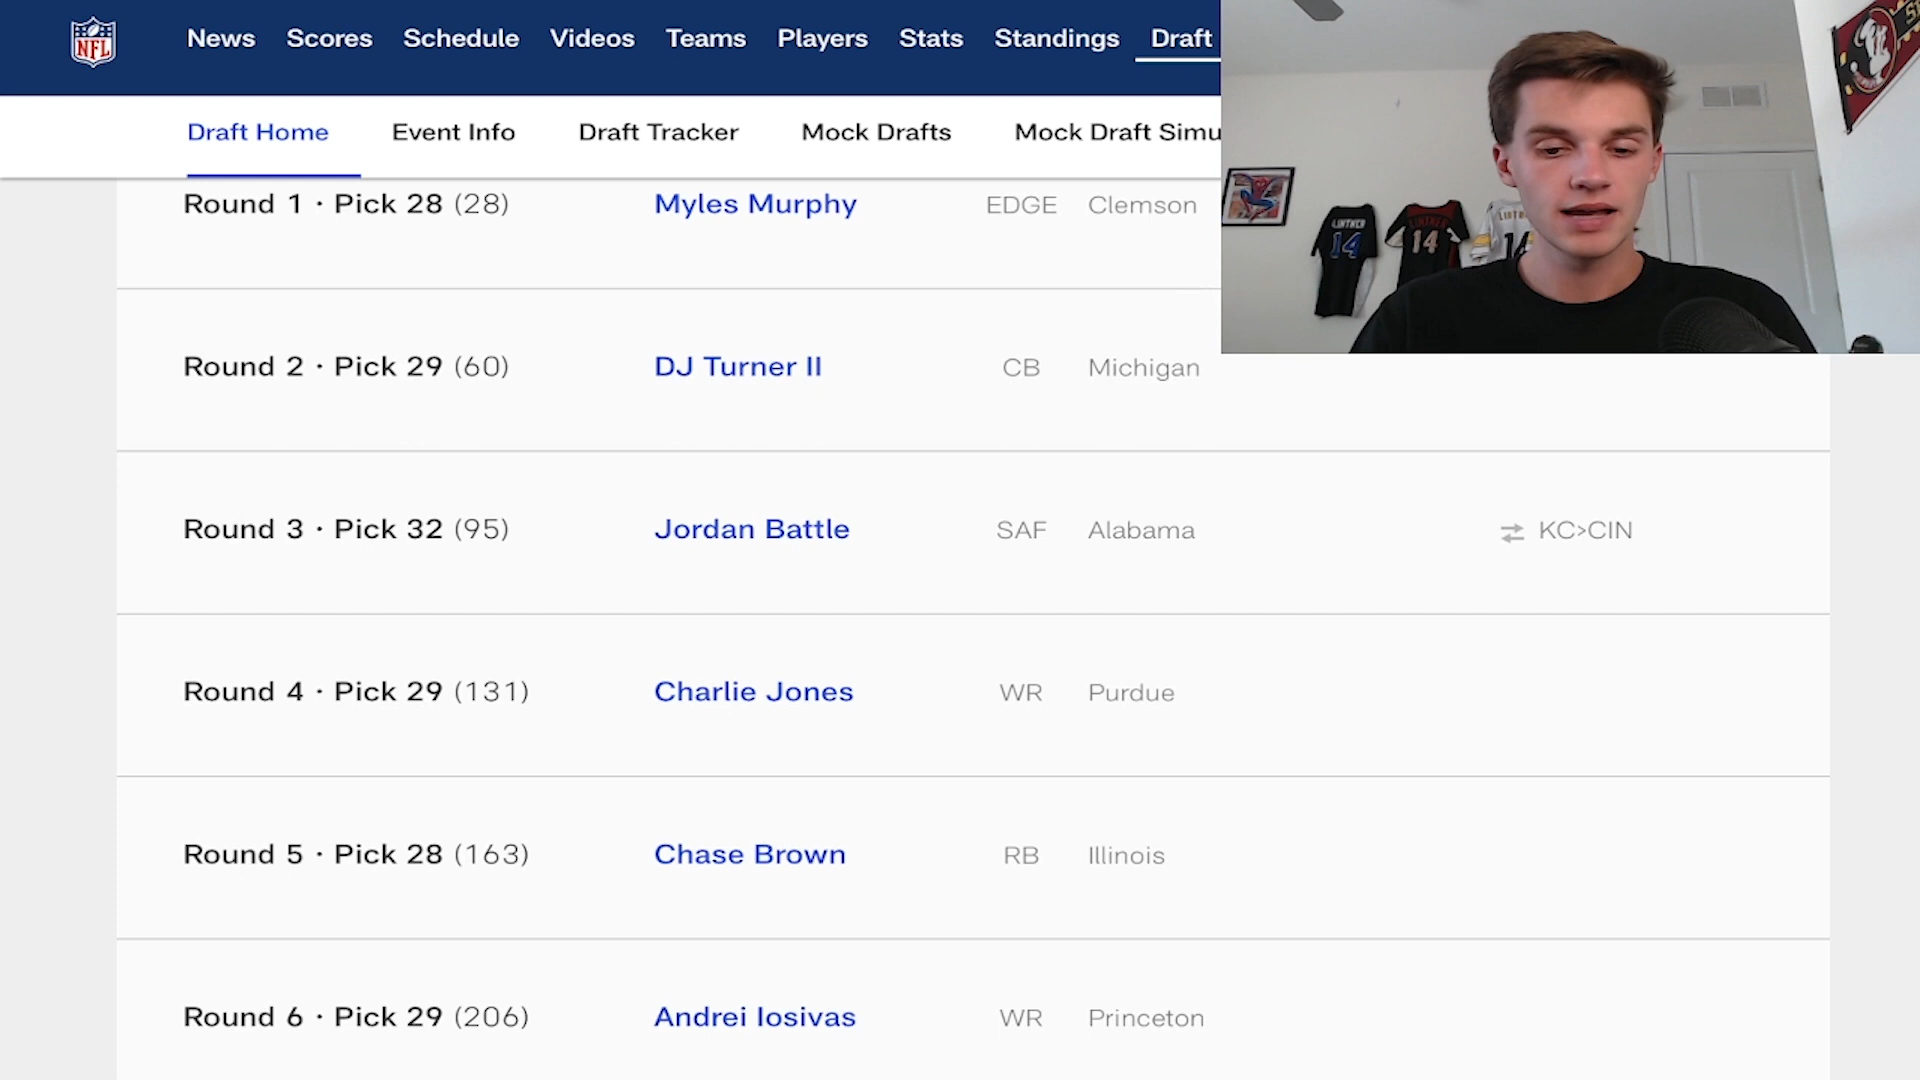 NFL
News Scores Schedule Videos Teams Players Stats Standings Draft
Draft Home Event Info Draft Tracker Mock Drafts Mock Draft Simu
Round 1 · Pick 28 (28) Myles Murphy EDGE Clemson
Round 2 · Pick 29 (60) DJ Turner II CB Michigan
Round 3 · Pick 32 (95) Jordan Battle SAF Alabama KC>CIN
Round 4 · Pick 29 (131) Charlie Jones WR Purdue
Round 5 · Pick 28 (163) Chase Brown RB Illinois
Round 6 · Pick 29 (206) Andrei Iosivas WR Princeton
LINTNER
14
LINTNER
14
14